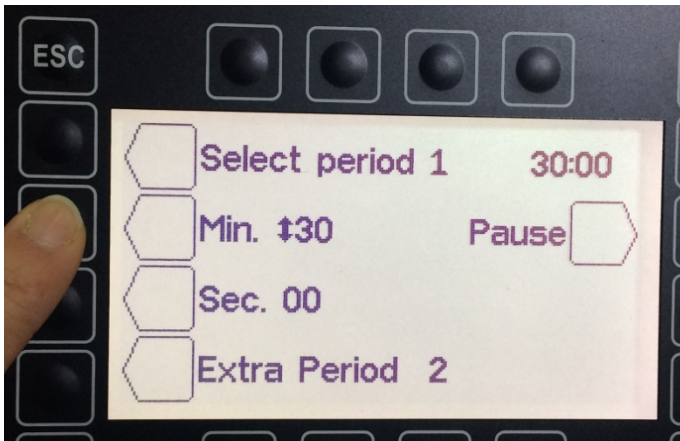 ESC
Select period 1 30:00
Min. ↕30 Pause
Sec. 00
Extra Period 2